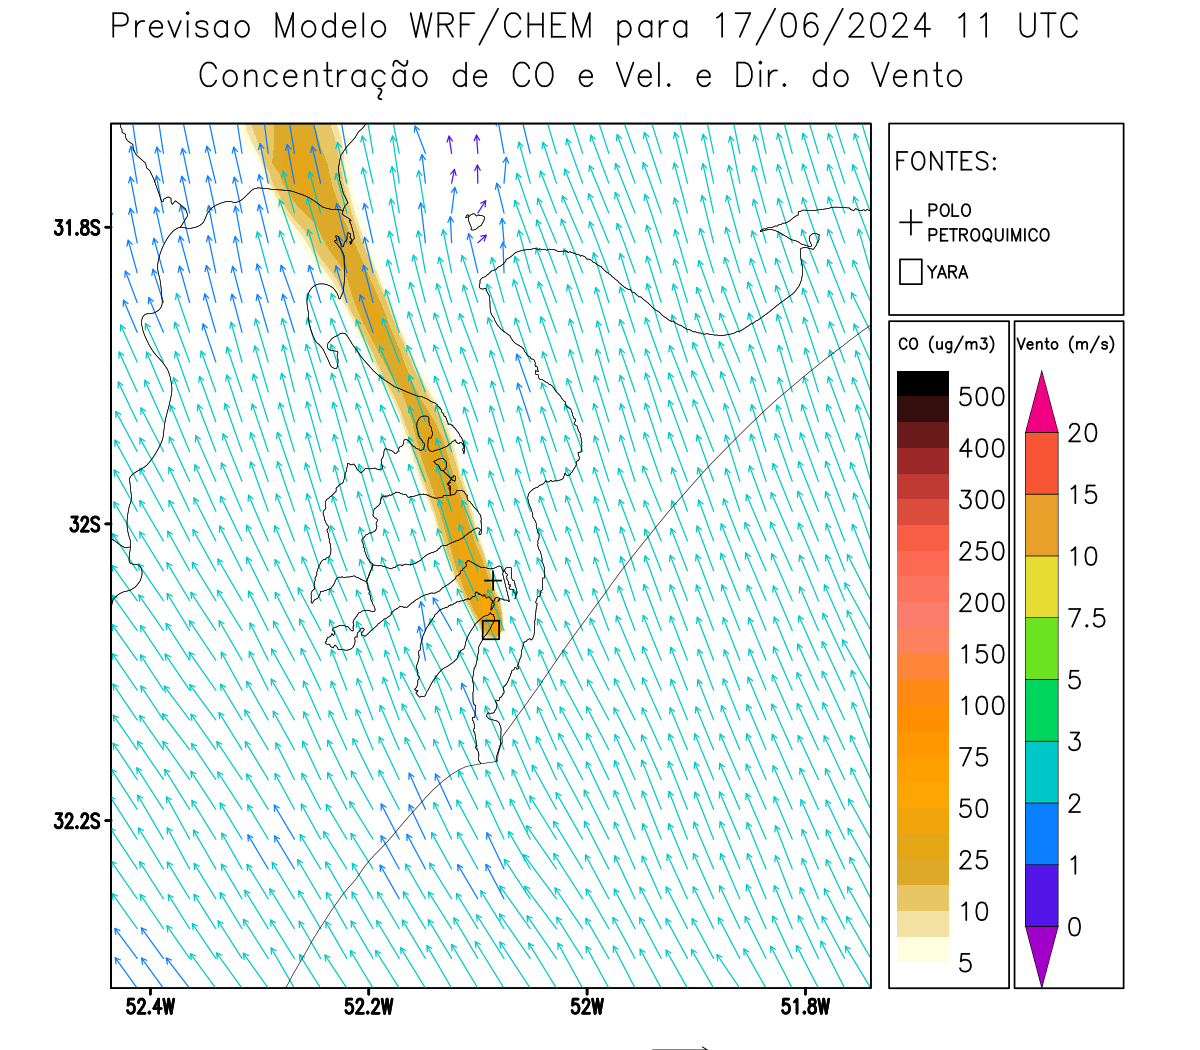 Previsao Modelo WRF/CHEM para 17/06/2024 11 UTC
Concentração de CO e Vel. e Dir. do Vento
FONTES:
POLO
PETROQUIMICO
YARA
CO (ug/m3)
500
400
300
250
200
150
100
75
50
25
10
5
Vento (m/s)
20
15
10
7.5
5
3
2
1
0
31.8S
32S
32.2S
52.4W
52.2W
52W
51.8W